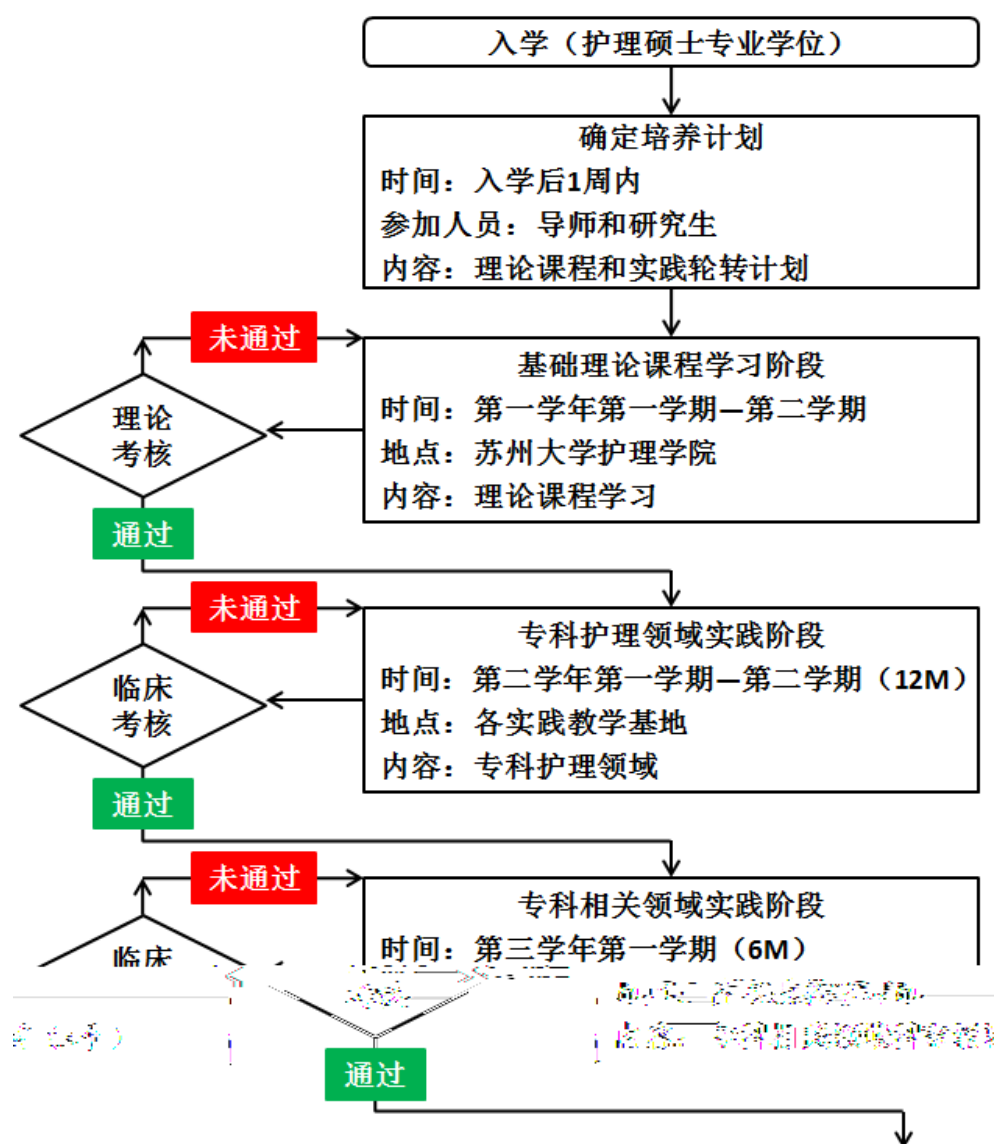 入学（护理硕士专业学位）
确定培养计划
时间：入学后1周内
参加人员：导师和研究生
内容：理论课程和实践轮转计划
未通过
基础理论课程学习阶段
时间：第一学年第一学期—第二学期
地点：苏州大学护理学院
内容：理论课程学习
理论
考核
通过
未通过
专科护理领域实践阶段
时间：第二学年第一学期—第二学期（12M）
地点：各实践教学基地
内容：专科护理领域
临床
考核
通过
未通过
专科相关领域实践阶段
时间：第三学年第一学期（6M）
临床
通过